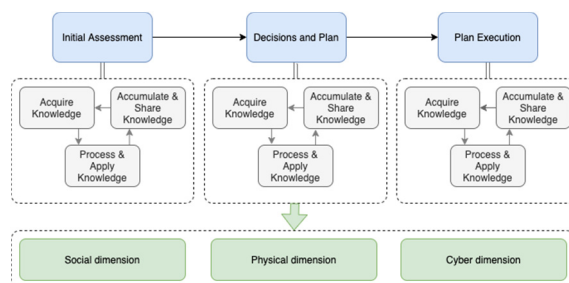 Initial Assessment
Decisions and Plan
Plan Execution
Acquire
Knowledge
Accumulate &
Share
Knowledge
Process &
Apply
Knowledge
Acquire
Knowledge
Accumulate &
Share
Knowledge
Process &
Apply
Knowledge
Acquire
Knowledge
Accumulate &
Share
Knowledge
Process &
Apply
Knowledge
Social dimension
Physical dimension
Cyber dimension